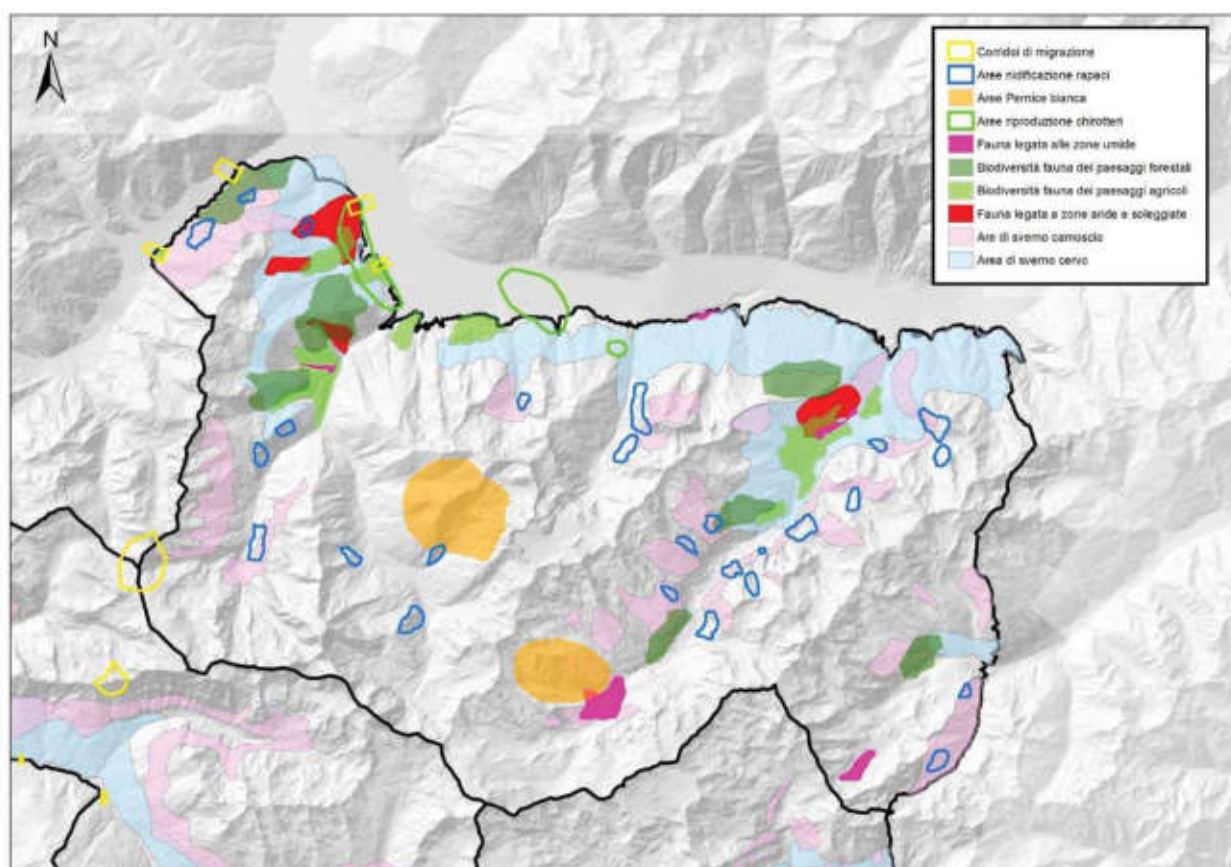 N
Corridoi di migrazione
Aree nidificazione rapaci
Aree Pernice bianca
Aree riproduzione chirotteri
Fauna legata alle zone umide
Biodiversità fauna dei paesaggi forestali
Biodiversità fauna dei paesaggi agricoli
Fauna legata a zone aride e soleggiate
Are di sverno camoscio
Area di sverno cervo